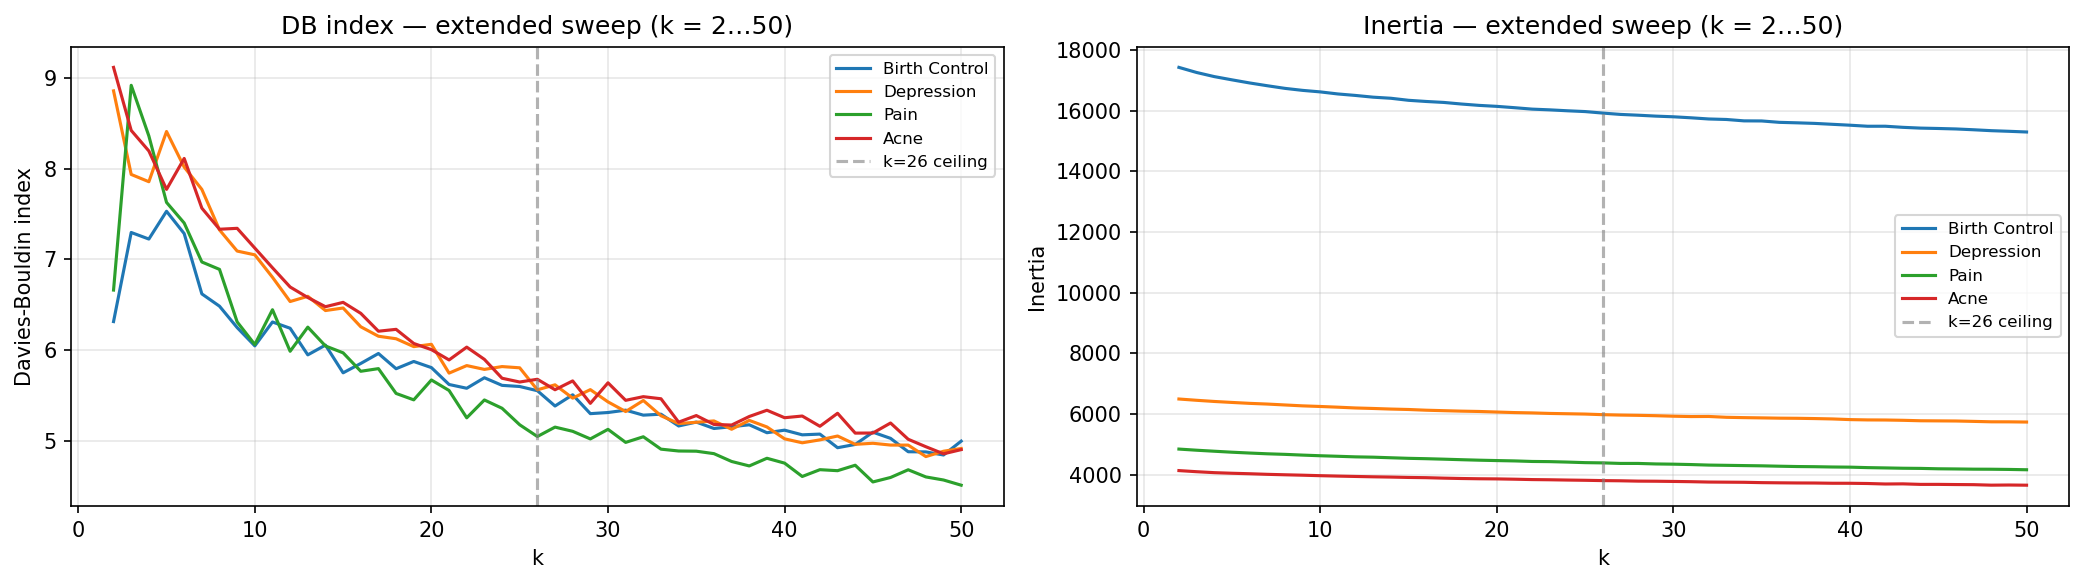 DB index — extended sweep (k = 2...50)
Davies-Bouldin index
9
8
7
6
5
0
10
20
30
40
50
k
Birth Control
Depression
Pain
Acne
k=26 ceiling
Inertia — extended sweep (k = 2...50)
Inertia
18000
16000
14000
12000
10000
8000
6000
4000
0
10
20
30
40
50
k
Birth Control
Depression
Pain
Acne
k=26 ceiling